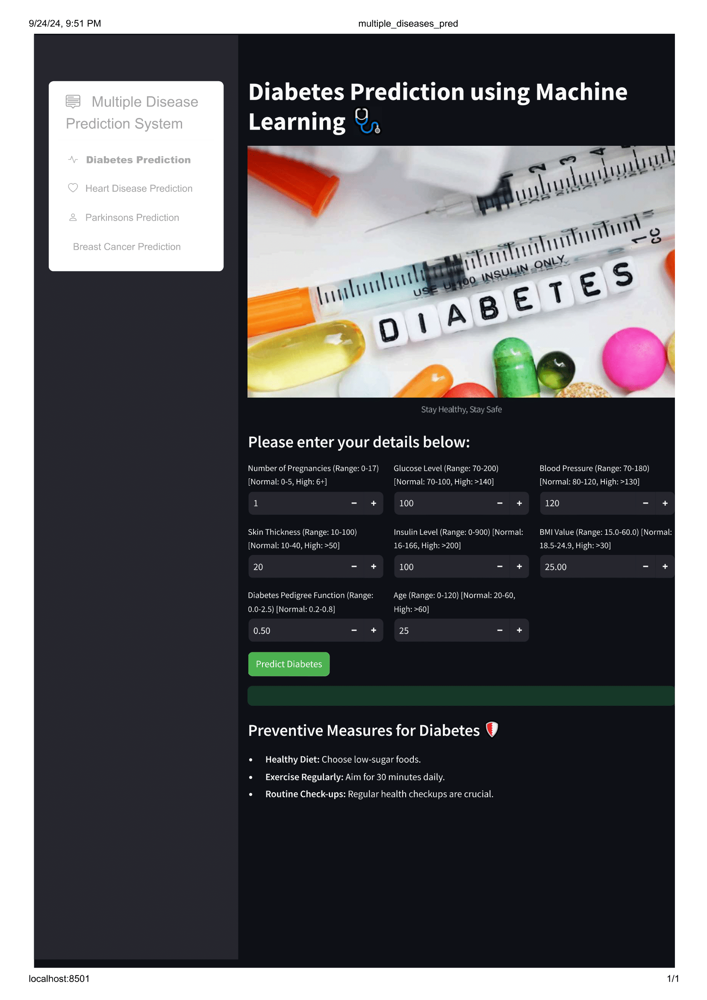 9/24/24, 9:51 PM
multiple_diseases_pred
Multiple Disease
Prediction System
Diabetes Prediction
Heart Disease Prediction
Parkinsons Prediction
Breast Cancer Prediction
Diabetes Prediction using Machine
Learning
1 2 3 4
1 CC
USE U-100 INSULIN ONLY
DIABETES
Stay Healthy, Stay Safe
Please enter your details below:
Number of Pregnancies (Range: 0-17)
[Normal: 0-5, High: 6+]
1
Glucose Level (Range: 70-200)
[Normal: 70-100, High: >140]
100
Blood Pressure (Range: 70-180)
[Normal: 80-120, High: >130]
120
Skin Thickness (Range: 10-100)
[Normal: 10-40, High: >50]
20
Insulin Level (Range: 0-900) [Normal:
16-166, High: >200]
100
BMI Value (Range: 15.0-60.0) [Normal:
18.5-24.9, High: >30]
25.00
Diabetes Pedigree Function (Range:
0.0-2.5) [Normal: 0.2-0.8]
0.50
Age (Range: 0-120) [Normal: 20-60,
High: >60]
25
Predict Diabetes
Preventive Measures for Diabetes
• Healthy Diet: Choose low-sugar foods.
• Exercise Regularly: Aim for 30 minutes daily.
• Routine Check-ups: Regular health checkups are crucial.
localhost:8501
1/1